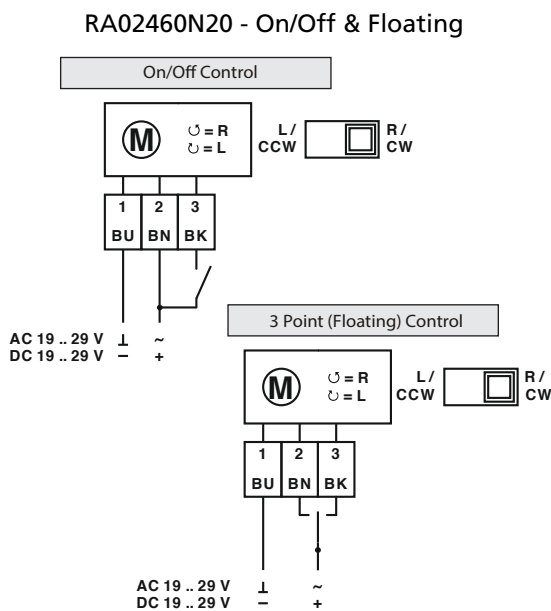 RA02460N20 - On/Off & Floating
On/Off Control
M
↺ = R
↻ = L
L / CCW
R / CW
1 2 3
BU BN BK
AC 19 .. 29 V ⊥ ~
DC 19 .. 29 V − +
3 Point (Floating) Control
M
↺ = R
↻ = L
L / CCW
R / CW
1 2 3
BU BN BK
AC 19 .. 29 V ⊥ ~
DC 19 .. 29 V − +